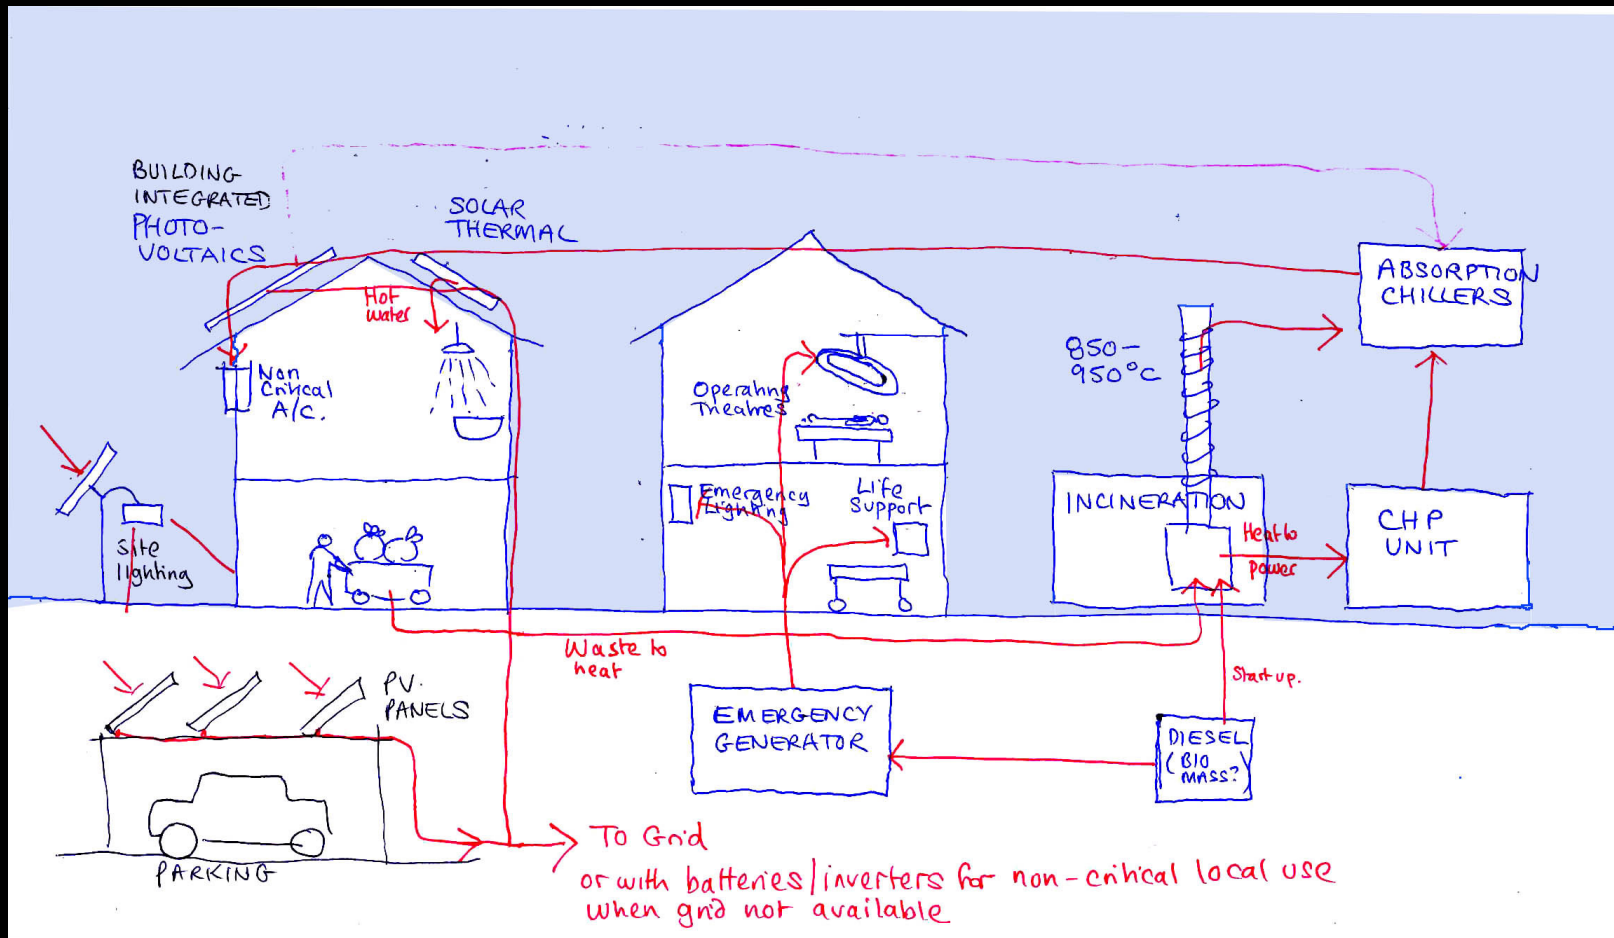 BUILDING
INTEGRATED
PHOTO-
VOLTAICS
SOLAR
THERMAL
ABSORPTION
CHILLERS
Hot
water
850-
950°C
Non
Critical
A/C.
Operating
Theatres
Emergency
Lighting
Life
Support
INCINERATION
CHP
UNIT
Heat to
power
Site
lighting
Waste to
heat
Start up.
PV.
PANELS
EMERGENCY
GENERATOR
DIESEL
(BIO
MASS?)
PARKING
To Grid
or with batteries/inverters for non-critical local use
when grid not available